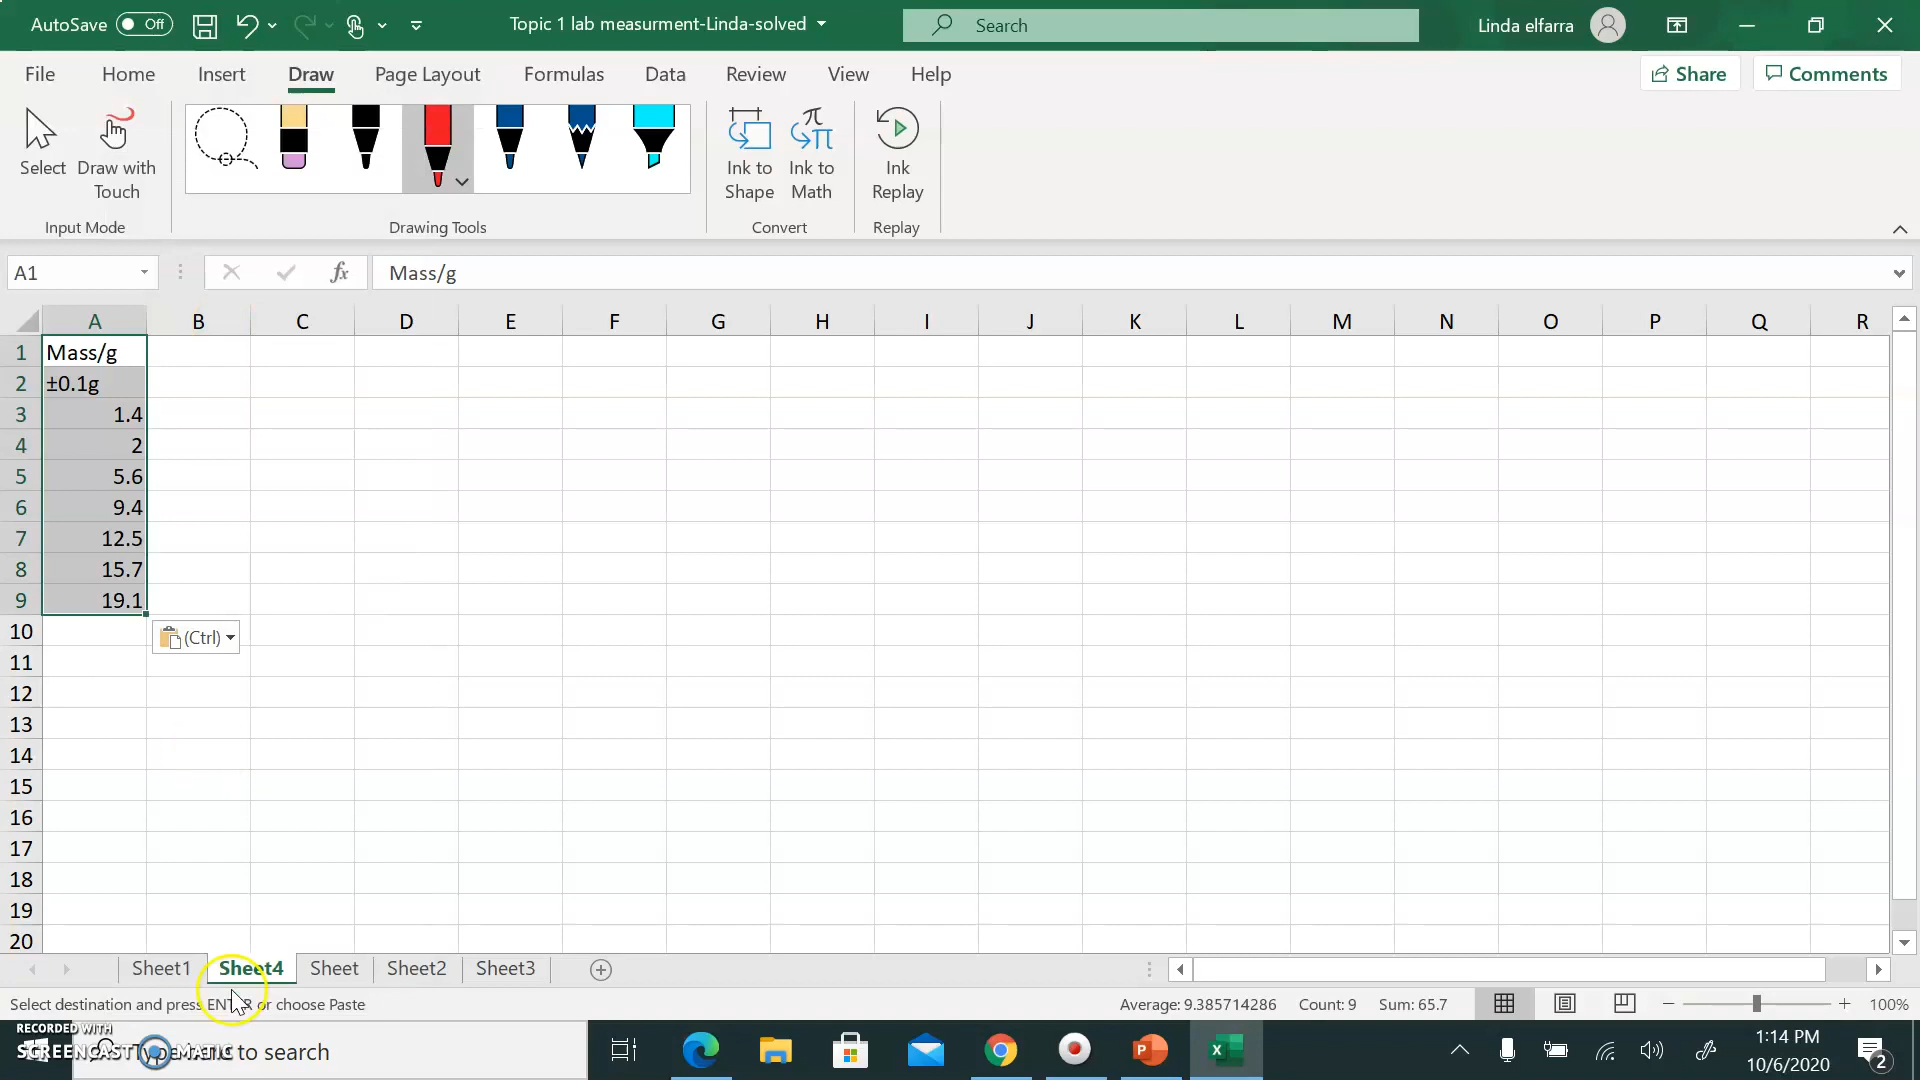 AutoSave Off Topic 1 lab measurment-Linda-solved Search Linda elfarra
File Home Insert Draw Page Layout Formulas Data Review View Help Share Comments
Select Draw with Touch Ink to Shape Ink to Math Ink Replay
Input Mode Drawing Tools Convert Replay
A1 fx Mass/g
A B C D E F G H I J K L M N O P Q R
1 Mass/g
2 ±0.1g
3 1.4
4 2
5 5.6
6 9.4
7 12.5
8 15.7
9 19.1
10 (Ctrl)
11
12
13
14
15
16
17
18
19
20
Sheet1 Sheet4 Sheet Sheet2 Sheet3
Select destination and press ENTER or choose Paste Average: 9.385714286 Count: 9 Sum: 65.7 100%
RECORDED WITH
SCREENCAST MATIC to search
1:14 PM
10/6/2020 2